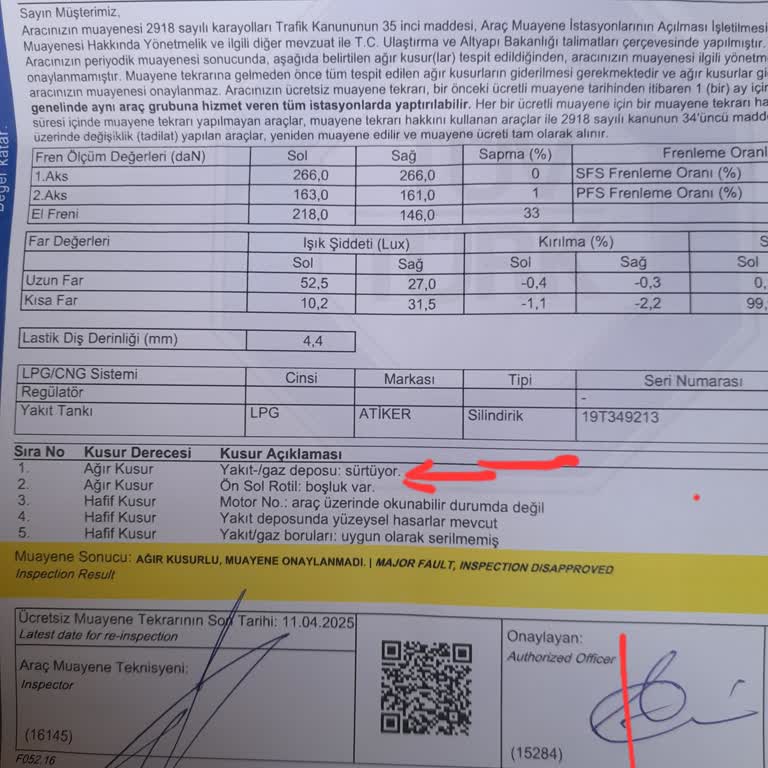 Sayın Müşterimiz,
Aracınızın muayenesi 2918 sayılı karayolları Trafik Kanununun 35 inci maddesi, Araç Muayene İstasyonlarının Açılması İşletilmesi
Muayenesi Hakkında Yönetmelik ve ilgili diğer mevzuat ile T.C. Ulaştırma ve Altyapı Bakanlığı talimatları çerçevesinde yapılmıştır.
Aracınızın periyodik muayenesi sonucunda, aşağıda belirtilen ağır kusur(lar) tespit edildiğinden, aracınızın muayenesi ilgili
onaylanmamıştır. Muayene tekrarına gelmeden önce tüm tespit edilen ağır kusurların giderilmesi gerekmektedir ve ağır kusurlar
aracınızın muayenesi onaylanmaz. Aracınızın ücretsiz muayene tekrarı, bir önceki ücretli muayene tarihinden itibaren 1 (bir) ay
genelinde aynı araç grubuna hizmet veren tüm istasyonlarda yaptırılabilir. Her bir ücretli muayene için bir muayene tekrar
süresi içinde muayene tekrarı yapılmayan araçlar, muayene tekrarı hakkını kullanan araçlar ile 2918 sayılı kanunun 34'üncü
üzerinde değişiklik (tadilat) yapılan araçlar, yeniden muayene edilir ve muayene ücreti tam olarak alınır.
Değer katar.
Fren Ölçüm Değerleri (daN) Sol Sağ Sapma (%) Frenleme Oranl
1.Aks 266,0 266,0 0 SFS Frenleme Oranı (%)
2.Aks 163,0 161,0 1 PFS Frenleme Oranı (%)
El Freni 218,0 146,0 33
Far Değerleri Işık Şiddeti (Lux) Kırılma (%) S
Sol Sağ Sol Sağ Sol
Uzun Far 52,5 27,0 -0,4 -0,3 0,
Kısa Far 10,2 31,5 -1,1 -2,2 99,
Lastik Diş Derinliği (mm) 4,4
LPG/CNG Sistemi Cinsi Markası Tipi Seri Numarası
Regülatör -
Yakıt Tankı LPG ATİKER Silindirik 19T349213
Sıra No Kusur Derecesi Kusur Açıklaması
1. Ağır Kusur Yakıt-/gaz deposu: sürtüyor.
2. Ağır Kusur Ön Sol Rotil: boşluk var.
3. Hafif Kusur Motor No.: araç üzerinde okunabilir durumda değil
4. Hafif Kusur Yakıt deposunda yüzeysel hasarlar mevcut
5. Hafif Kusur Yakıt/gaz boruları: uygun olarak serilmemiş
Muayene Sonucu: AĞIR KUSURLU, MUAYENE ONAYLANMADI. | MAJOR FAULT, INSPECTION DISAPPROVED
Inspection Result
Ücretsiz Muayene Tekrarının Son Tarihi: 11.04.2025
Latest date for re-inspection
Araç Muayene Teknisyeni:
Inspector
(16145)
Onaylayan:
Authorized Officer
(15284)
F052.16